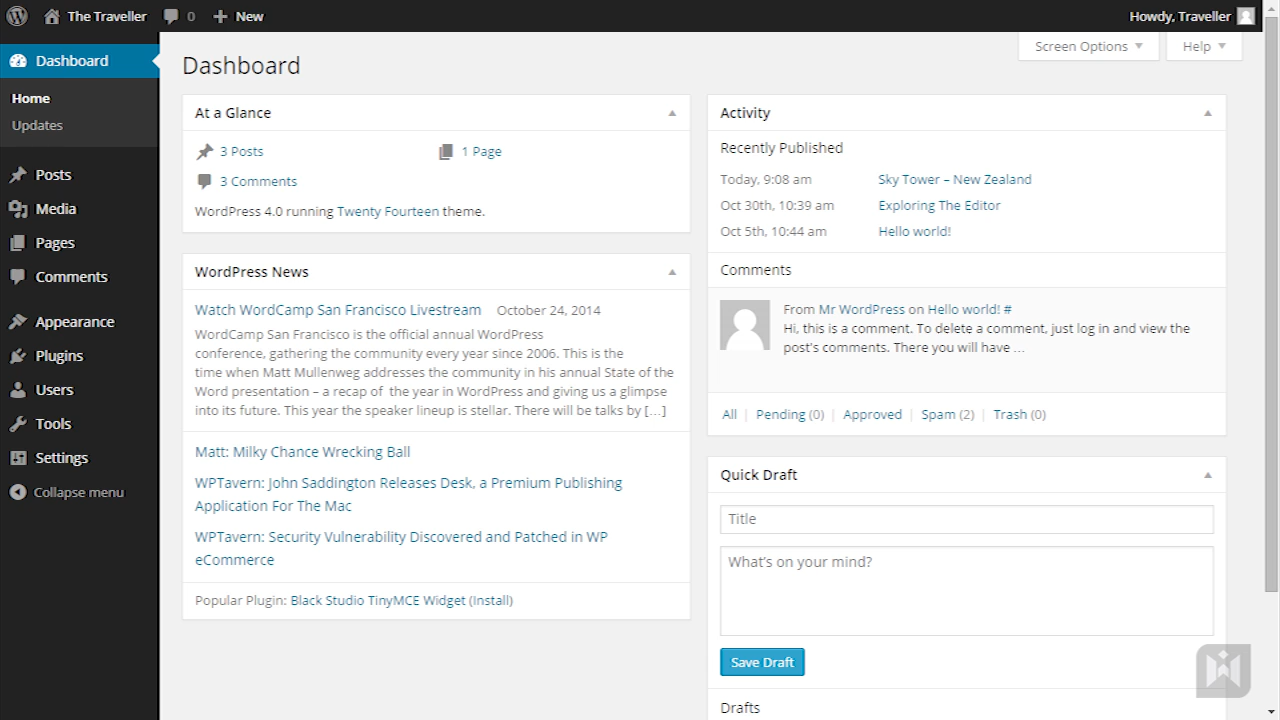 The Traveller 0 New Howdy, Traveller
Screen Options Help
Dashboard
Home
Updates
Posts
Media
Pages
Comments
Appearance
Plugins
Users
Tools
Settings
Collapse menu
Dashboard
At a Glance
3 Posts 1 Page
3 Comments
WordPress 4.0 running Twenty Fourteen theme.
WordPress News
Watch WordCamp San Francisco Livestream October 24, 2014
WordCamp San Francisco is the official annual WordPress
conference, gathering the community every year since 2006. This is the
time when Matt Mullenweg addresses the community in his annual State of the
Word presentation – a recap of the year in WordPress and giving us a glimpse
into its future. This year the speaker lineup is stellar. There will be talks by […]
Matt: Milky Chance Wrecking Ball
WPTavern: John Saddington Releases Desk, a Premium Publishing
Application For The Mac
WPTavern: Security Vulnerability Discovered and Patched in WP
eCommerce
Popular Plugin: Black Studio TinyMCE Widget (Install)
Activity
Recently Published
Today, 9:08 am Sky Tower – New Zealand
Oct 30th, 10:39 am Exploring The Editor
Oct 5th, 10:44 am Hello world!
Comments
From Mr WordPress on Hello world! #
Hi, this is a comment. To delete a comment, just log in and view the
post's comments. There you will have …
All | Pending (0) | Approved | Spam (2) | Trash (0)
Quick Draft
Title
What's on your mind?
Save Draft
Drafts